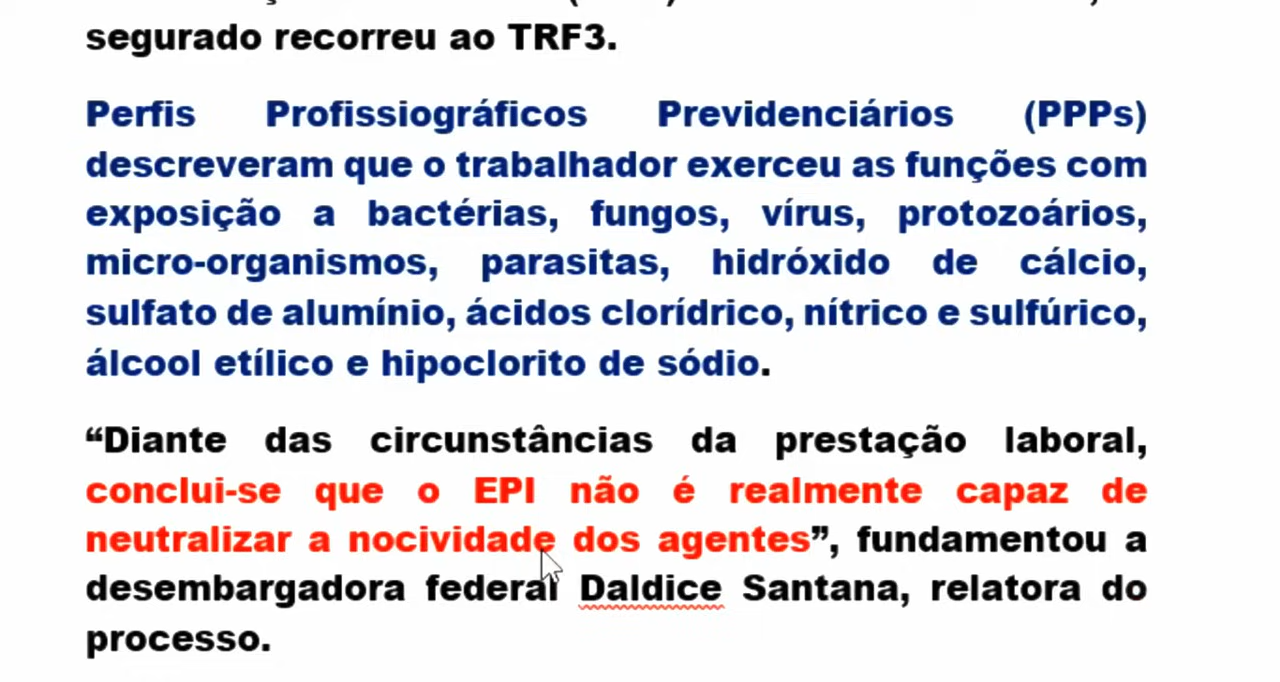 segurado recorreu ao TRF3.
Perfis Profissiográficos Previdenciários (PPPs)
descreveram que o trabalhador exerceu as funções com
exposição a bactérias, fungos, vírus, protozoários,
micro-organismos, parasitas, hidróxido de cálcio,
sulfato de alumínio, ácidos clorídrico, nítrico e sulfúrico,
álcool etílico e hipoclorito de sódio.
“Diante das circunstâncias da prestação laboral,
conclui-se que o EPI não é realmente capaz de
neutralizar a nocividade dos agentes”, fundamentou a
desembargadora federal Daldice Santana, relatora do
processo.